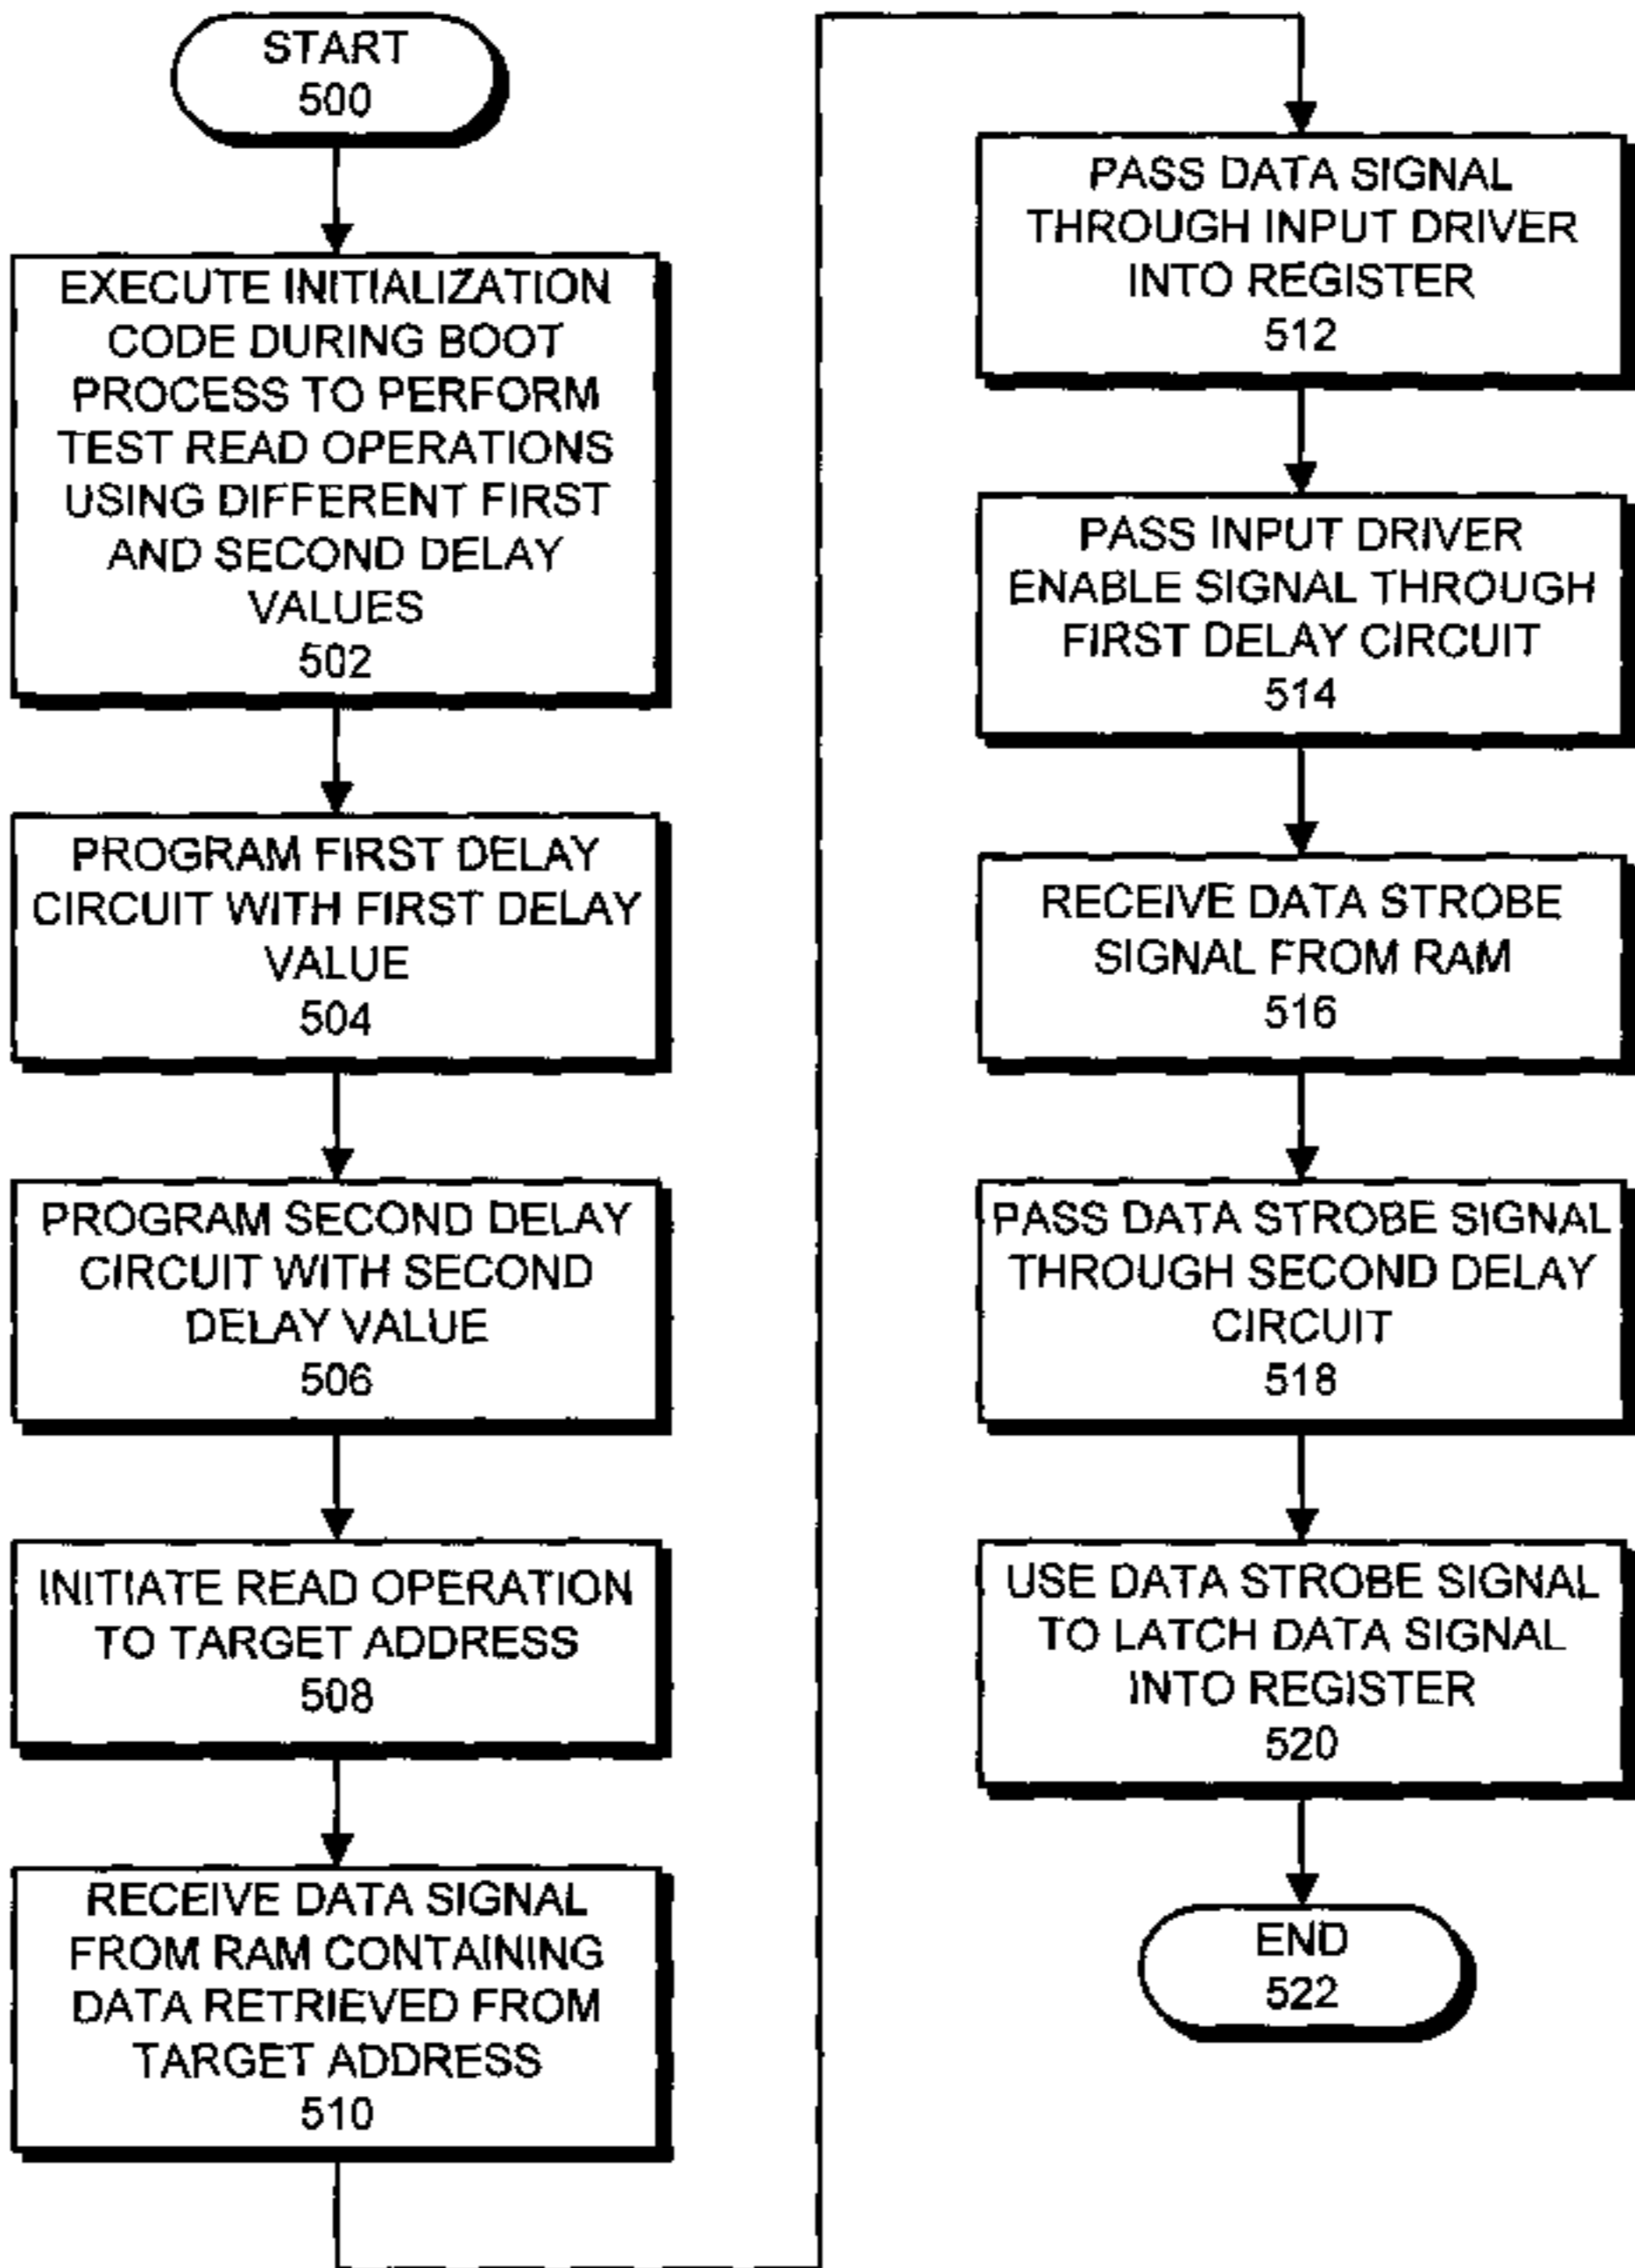 START
500
EXECUTE INITIALIZATION
CODE DURING BOOT
PROCESS TO PERFORM
TEST READ OPERATIONS
USING DIFFERENT FIRST
AND SECOND DELAY
VALUES
502
PROGRAM FIRST DELAY
CIRCUIT WITH FIRST DELAY
VALUE
504
PROGRAM SECOND DELAY
CIRCUIT WITH SECOND
DELAY VALUE
506
INITIATE READ OPERATION
TO TARGET ADDRESS
508
RECEIVE DATA SIGNAL
FROM RAM CONTAINING
DATA RETRIEVED FROM
TARGET ADDRESS
510
PASS DATA SIGNAL
THROUGH INPUT DRIVER
INTO REGISTER
512
PASS INPUT DRIVER
ENABLE SIGNAL THROUGH
FIRST DELAY CIRCUIT
514
RECEIVE DATA STROBE
SIGNAL FROM RAM
516
PASS DATA STROBE SIGNAL
THROUGH SECOND DELAY
CIRCUIT
518
USE DATA STROBE SIGNAL
TO LATCH DATA SIGNAL
INTO REGISTER
520
END
522